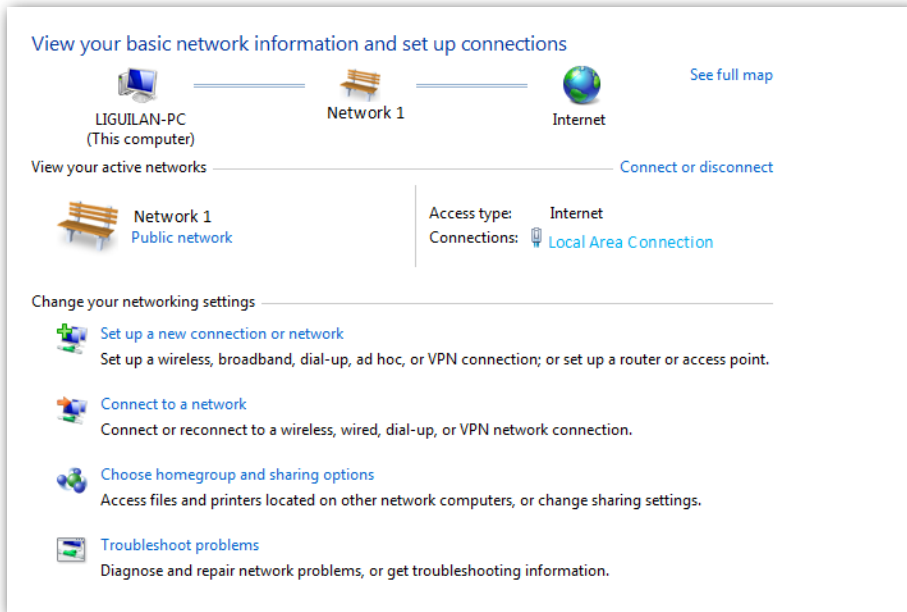 View your basic network information and set up connections
See full map
LIGUILAN-PC
(This computer)
Network 1
Internet
View your active networks
Connect or disconnect
Network 1
Public network
Access type: Internet
Connections: Local Area Connection
Change your networking settings
Set up a new connection or network
Set up a wireless, broadband, dial-up, ad hoc, or VPN connection; or set up a router or access point.
Connect to a network
Connect or reconnect to a wireless, wired, dial-up, or VPN network connection.
Choose homegroup and sharing options
Access files and printers located on other network computers, or change sharing settings.
Troubleshoot problems
Diagnose and repair network problems, or get troubleshooting information.